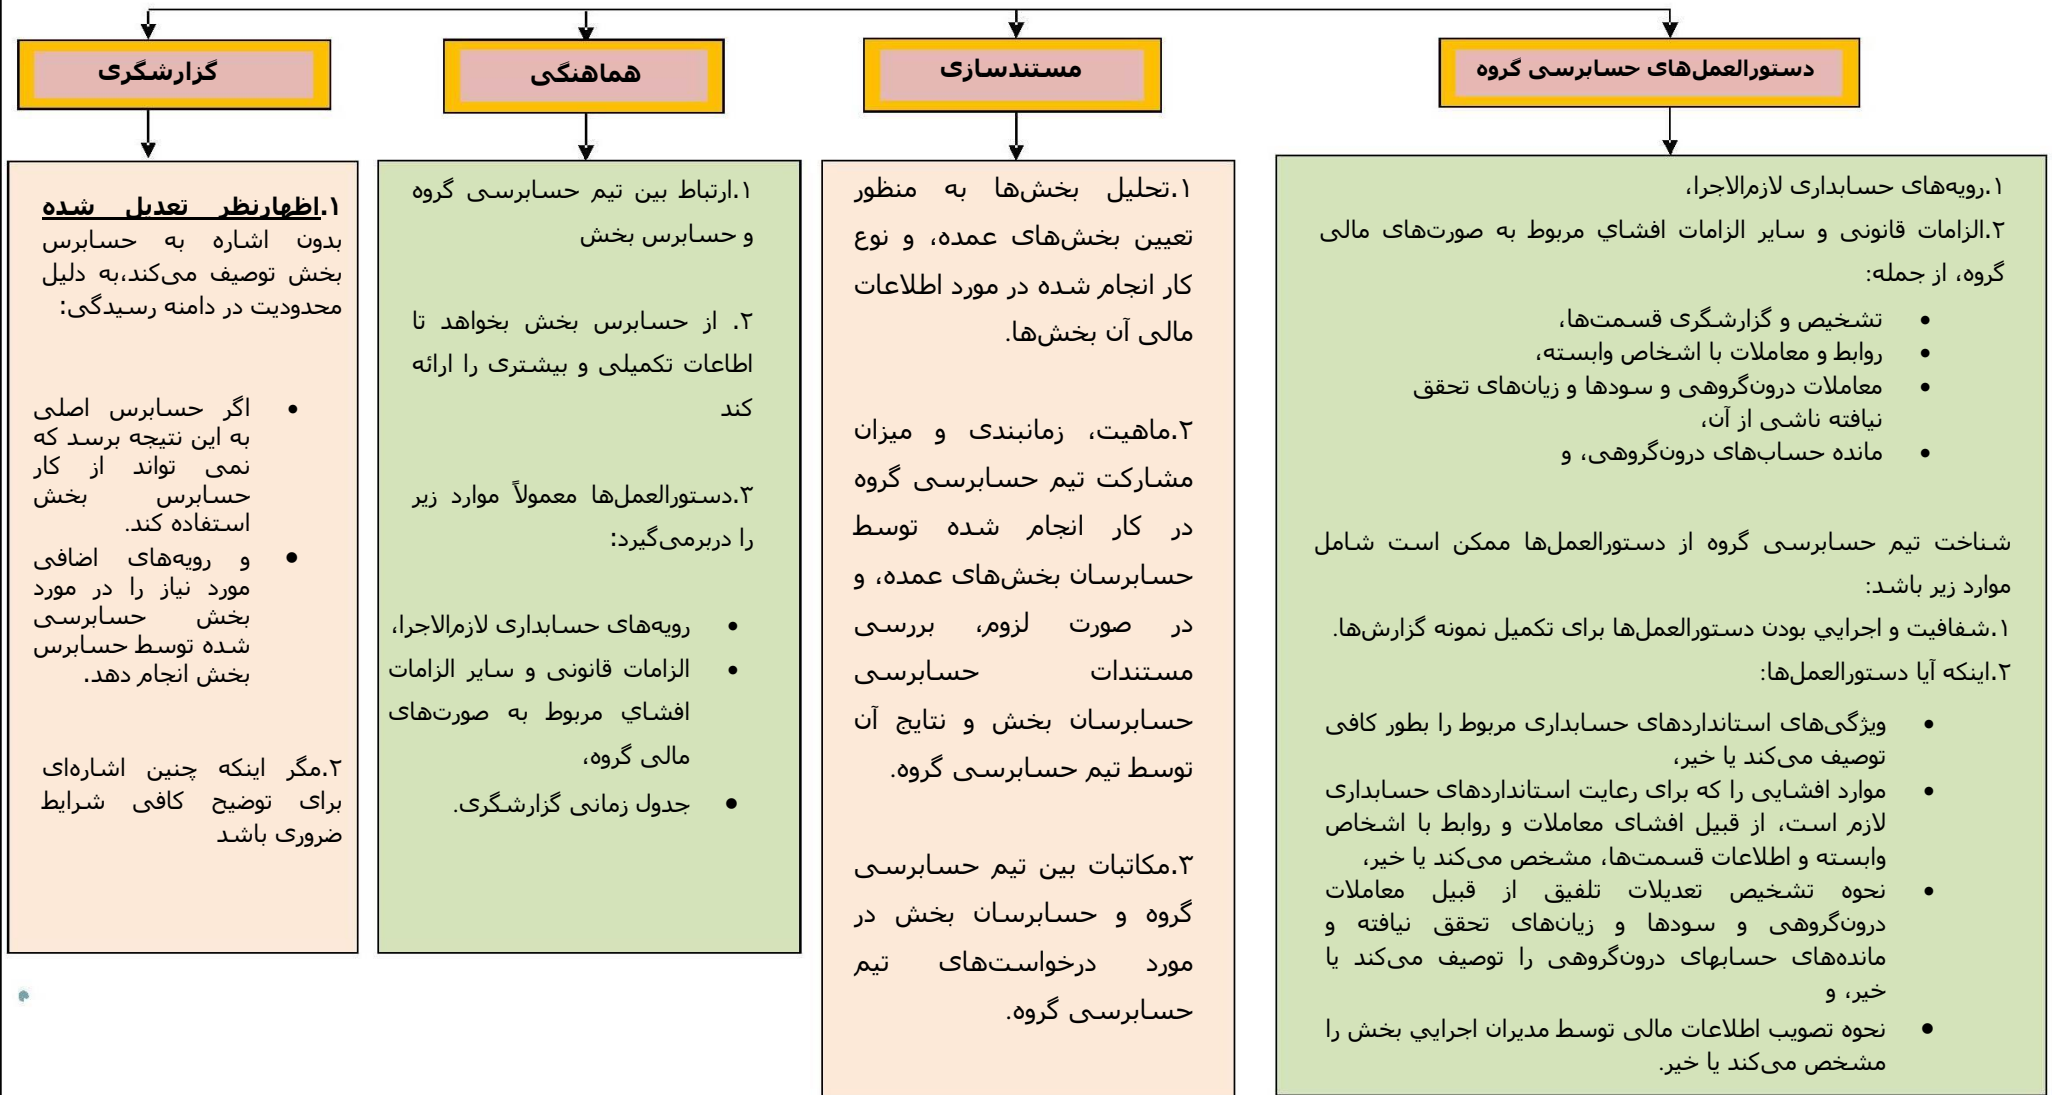 دستورالعمل‌های حسابرسی گروه
۱.رویه‌های حسابداری لازم‌الاجرا،
۲.الزامات قانونی و سایر الزامات افشاي مربوط به صورت‌های مالی
گروه، از جمله:
• تشخیص و گزارشگری قسمت‌ها،
• روابط و معاملات با اشخاص وابسته،
• معاملات درون‌گروهی و سودها و زیان‌های تحقق
نیافته ناشی از آن،
• مانده حساب‌های درون‌گروهی، و
شناخت تیم حسابرسی گروه از دستورالعمل‌ها ممکن است شامل
موارد زیر باشد:
۱.شفافیت و اجرايي بودن دستورالعمل‌ها برای تکمیل نمونه گزارش‌ها.
۲.اینکه آیا دستورالعمل‌ها:
• ویژگی‌های استانداردهای حسابداری مربوط را بطور کافی
توصیف می‌کند یا خیر،
• موارد افشایی را که برای رعایت استانداردهای حسابداری
لازم است، از قبیل افشای معاملات و روابط با اشخاص
وابسته و اطلاعات قسمت‌ها، مشخص می‌کند یا خیر،
• نحوه تشخیص تعدیلات تلفیق از قبیل معاملات
درون‌گروهی و سودها و زیان‌های تحقق نیافته و
مانده‌های حسابهای درون‌گروهی را توصیف می‌کند یا
خیر، و
• نحوه تصویب اطلاعات مالی توسط مدیران اجرايي بخش را
مشخص می‌کند یا خیر.
مستندسازی
۱.تحلیل بخش‌ها به منظور
تعیین بخش‌های عمده، و نوع
کار انجام شده در مورد اطلاعات
مالی آن بخش‌ها.
۲.ماهیت، زمانبندی و میزان
مشارکت تیم حسابرسی گروه
در کار انجام شده توسط
حسابرسان بخش‌های عمده، و
در صورت لزوم، بررسی
مستندات حسابرسی
حسابرسان بخش و نتایج آن
توسط تیم حسابرسی گروه.
۳.مکاتبات بین تیم حسابرسی
گروه و حسابرسان بخش در
مورد درخواست‌های تیم
حسابرسی گروه.
هماهنگی
۱.ارتباط بین تیم حسابرسی گروه
و حسابرس بخش
۲. از حسابرس بخش بخواهد تا
اطاعات تکمیلی و بیشتری را ارائه
کند
۳.دستورالعمل‌ها معمولاً موارد زیر
را دربرمی‌گیرد:
• رویه‌های حسابداری لازم‌الاجرا،
• الزامات قانونی و سایر الزامات
افشاي مربوط به صورت‌های
مالی گروه،
• جدول زمانی گزارشگری.
گزارشگری
۱.اظهارنظر تعدیل شده
بدون اشاره به حسابرس
بخش توصیف می‌کند،به دلیل
محدودیت در دامنه رسیدگی:
• اگر حسابرس اصلی
به این نتیجه برسد که
نمی تواند از کار
حسابرس بخش
استفاده کند.
• و رویه‌های اضافی
مورد نیاز را در مورد
بخش حسابرسی
شده توسط حسابرس
بخش انجام دهد.
۲.مگر اینکه چنین اشاره‌ای
برای توضیح کافی شرایط
ضروری باشد